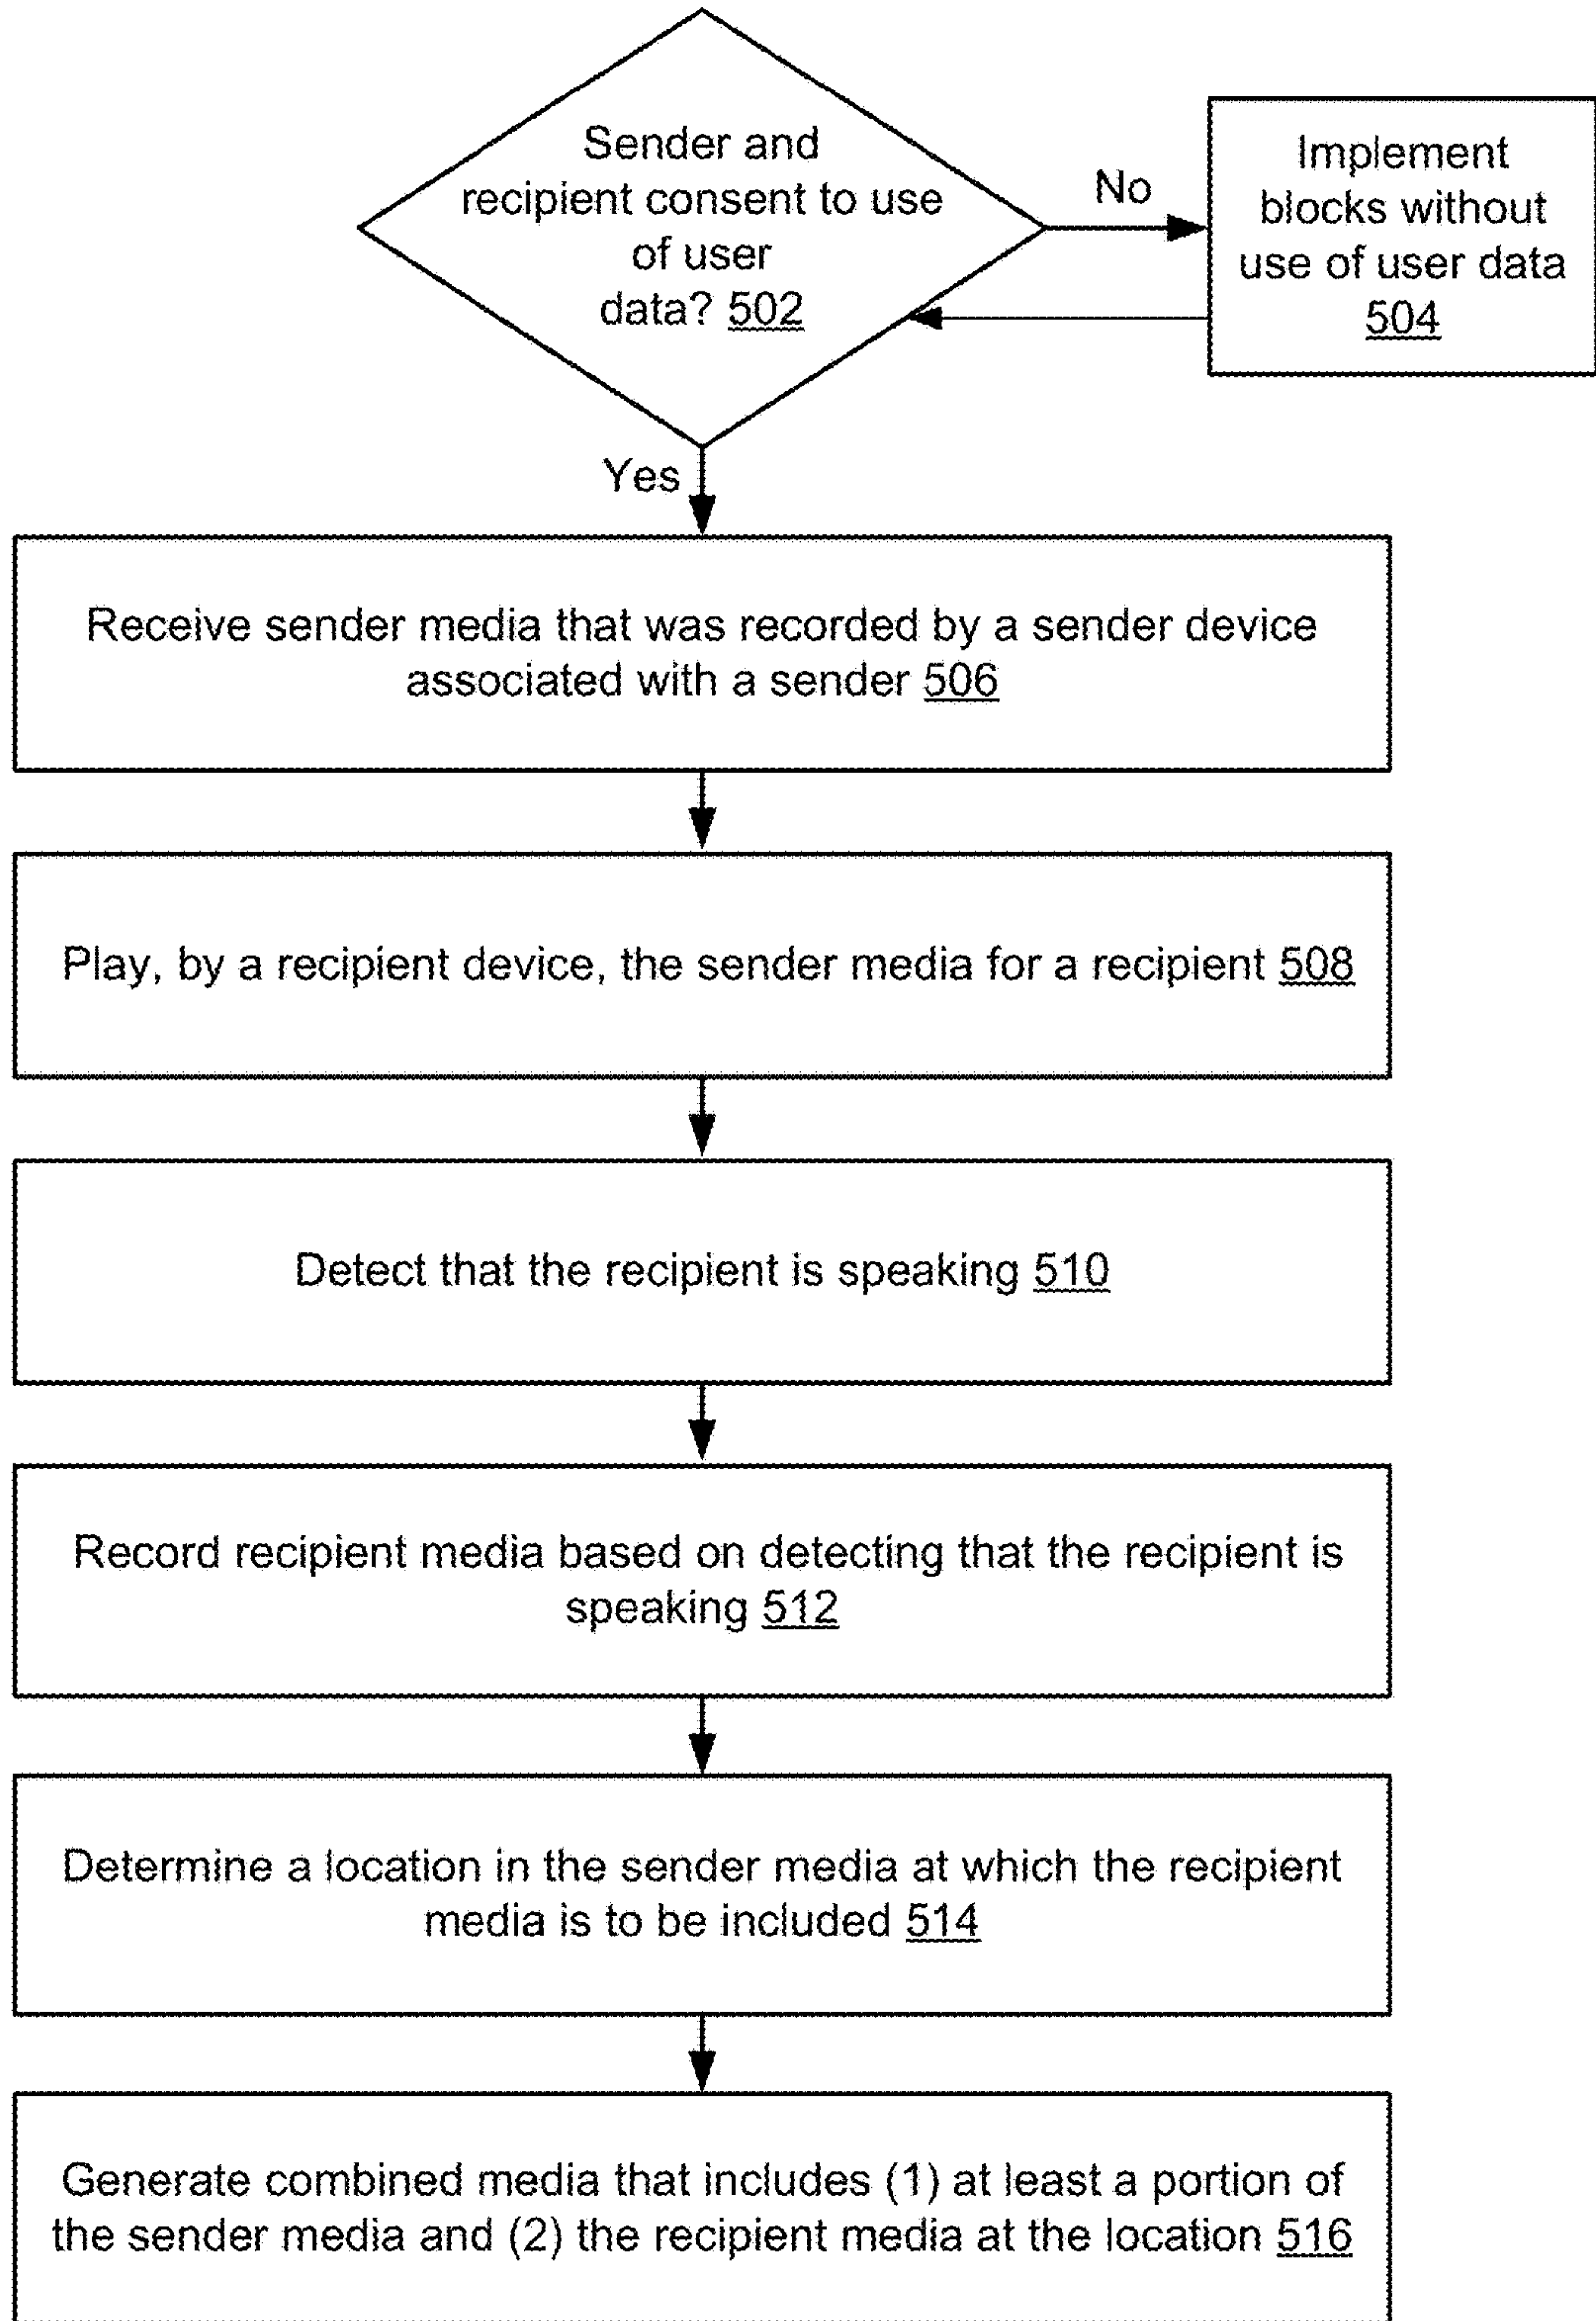 Sender and
recipient consent to use
of user
data? 502
No
Implement
blocks without
use of user data
504
Yes
Receive sender media that was recorded by a sender device
associated with a sender 506
Play, by a recipient device, the sender media for a recipient 508
Detect that the recipient is speaking 510
Record recipient media based on detecting that the recipient is
speaking 512
Determine a location in the sender media at which the recipient
media is to be included 514
Generate combined media that includes (1) at least a portion of
the sender media and (2) the recipient media at the location 516